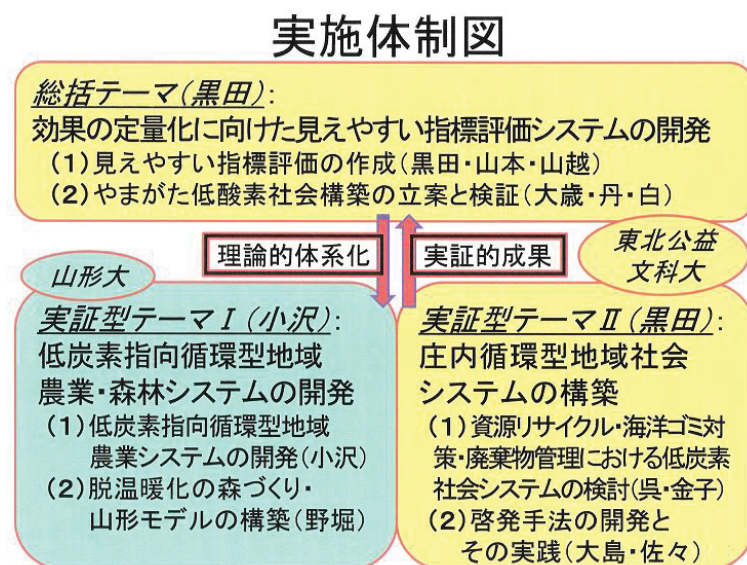 実施体制図
総括テーマ(黒田):
効果の定量化に向けた見えやすい指標評価システムの開発
(1)見えやすい指標評価の作成(黒田・山本・山越)
(2)やまがた低酸素社会構築の立案と検証(大歳・丹・白)
理論的体系化
実証的成果
山形大
実証型テーマⅠ(小沢):
低炭素指向循環型地域
農業・森林システムの開発
(1)低炭素指向循環型地域
農業システムの開発(小沢)
(2)脱温暖化の森づくり・
山形モデルの構築(野堀)
東北公益
文科大
実証型テーマⅡ(黒田):
庄内循環型地域社会
システムの構築
(1)資源リサイクル・海洋ゴミ対
策・廃棄物管理における低炭素
社会システムの検討(呉・金子)
(2)啓発手法の開発と
その実践(大島・佐々)